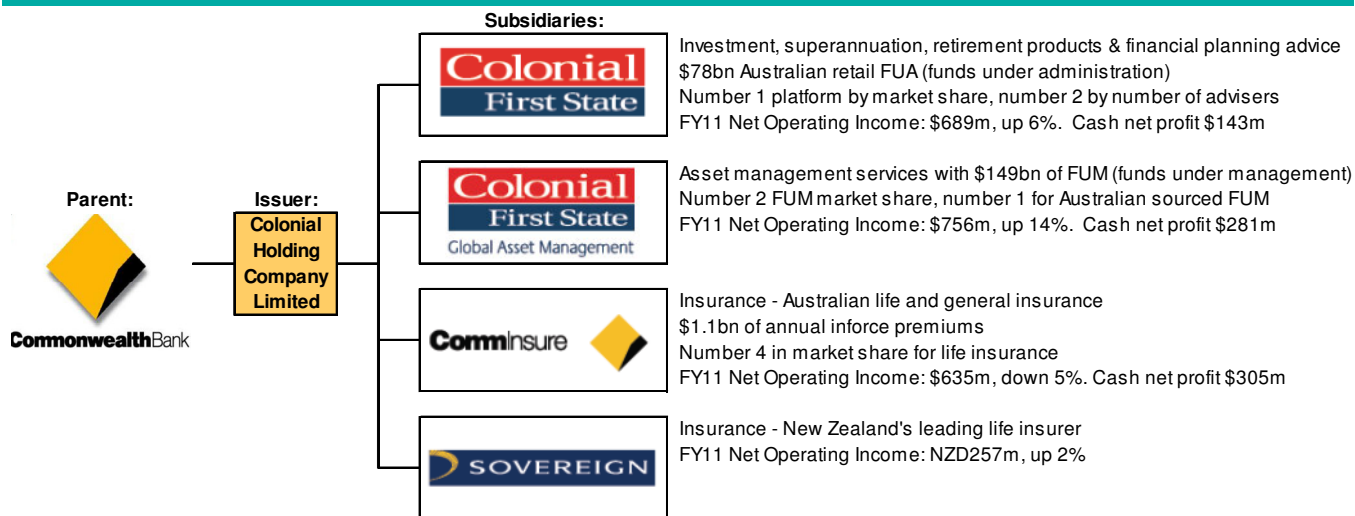 Subsidiaries:
Colonial
First State
Investment, superannuation, retirement products & financial planning advice
$78bn Australian retail FUA (funds under administration)
Number 1 platform by market share, number 2 by number of advisers
FY11 Net Operating Income: $689m, up 6%.  Cash net profit $143m
Colonial
First State
Global Asset Management
Asset management services with $149bn of FUM (funds under management)
Number 2 FUM market share, number 1 for Australian sourced FUM
FY11 Net Operating Income: $756m, up 14%.  Cash net profit $281m
Parent:
CommonwealthBank
Issuer:
Colonial
Holding
Company
Limited
CommInsure
Insurance - Australian life and general insurance
$1.1bn of annual inforce premiums
Number 4 in market share for life insurance
FY11 Net Operating Income: $635m, down 5%. Cash net profit $305m
SOVEREIGN
Insurance - New Zealand's leading life insurer
FY11 Net Operating Income: NZD257m, up 2%